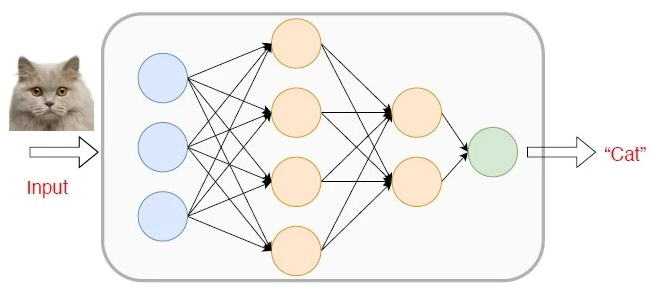 Input
“Cat”